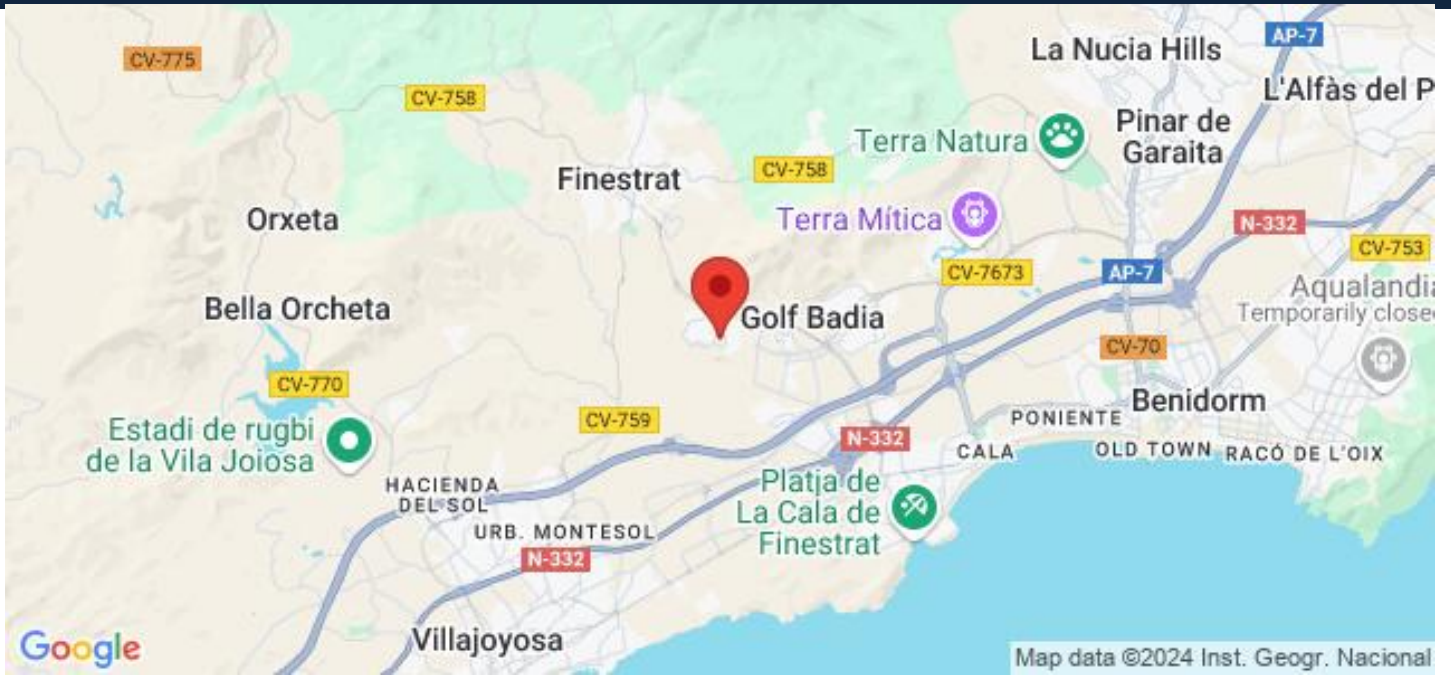 CV-775
CV-758
La Nucia Hills
AP-7
L'Alfàs del P
Terra Natura
Pinar de
Garaita
Finestrat
CV-758
Orxeta
Terra Mítica
N-332
CV-753
CV-7673
AP-7
Aqualandia
Temporarily close
Bella Orcheta
Golf Badia
CV-70
CV-770
CV-759
Benidorm
PONIENTE
Estadi de rugbi
de la Vila Joiosa
N-332
CALA
OLD TOWN
RACÓ DE L'OIX
HACIENDA
DEL SOL
Platja de
La Cala de
Finestrat
URB. MONTESOL
N-332
Villajoyosa
Google
Map data ©2024 Inst. Geogr. Nacional